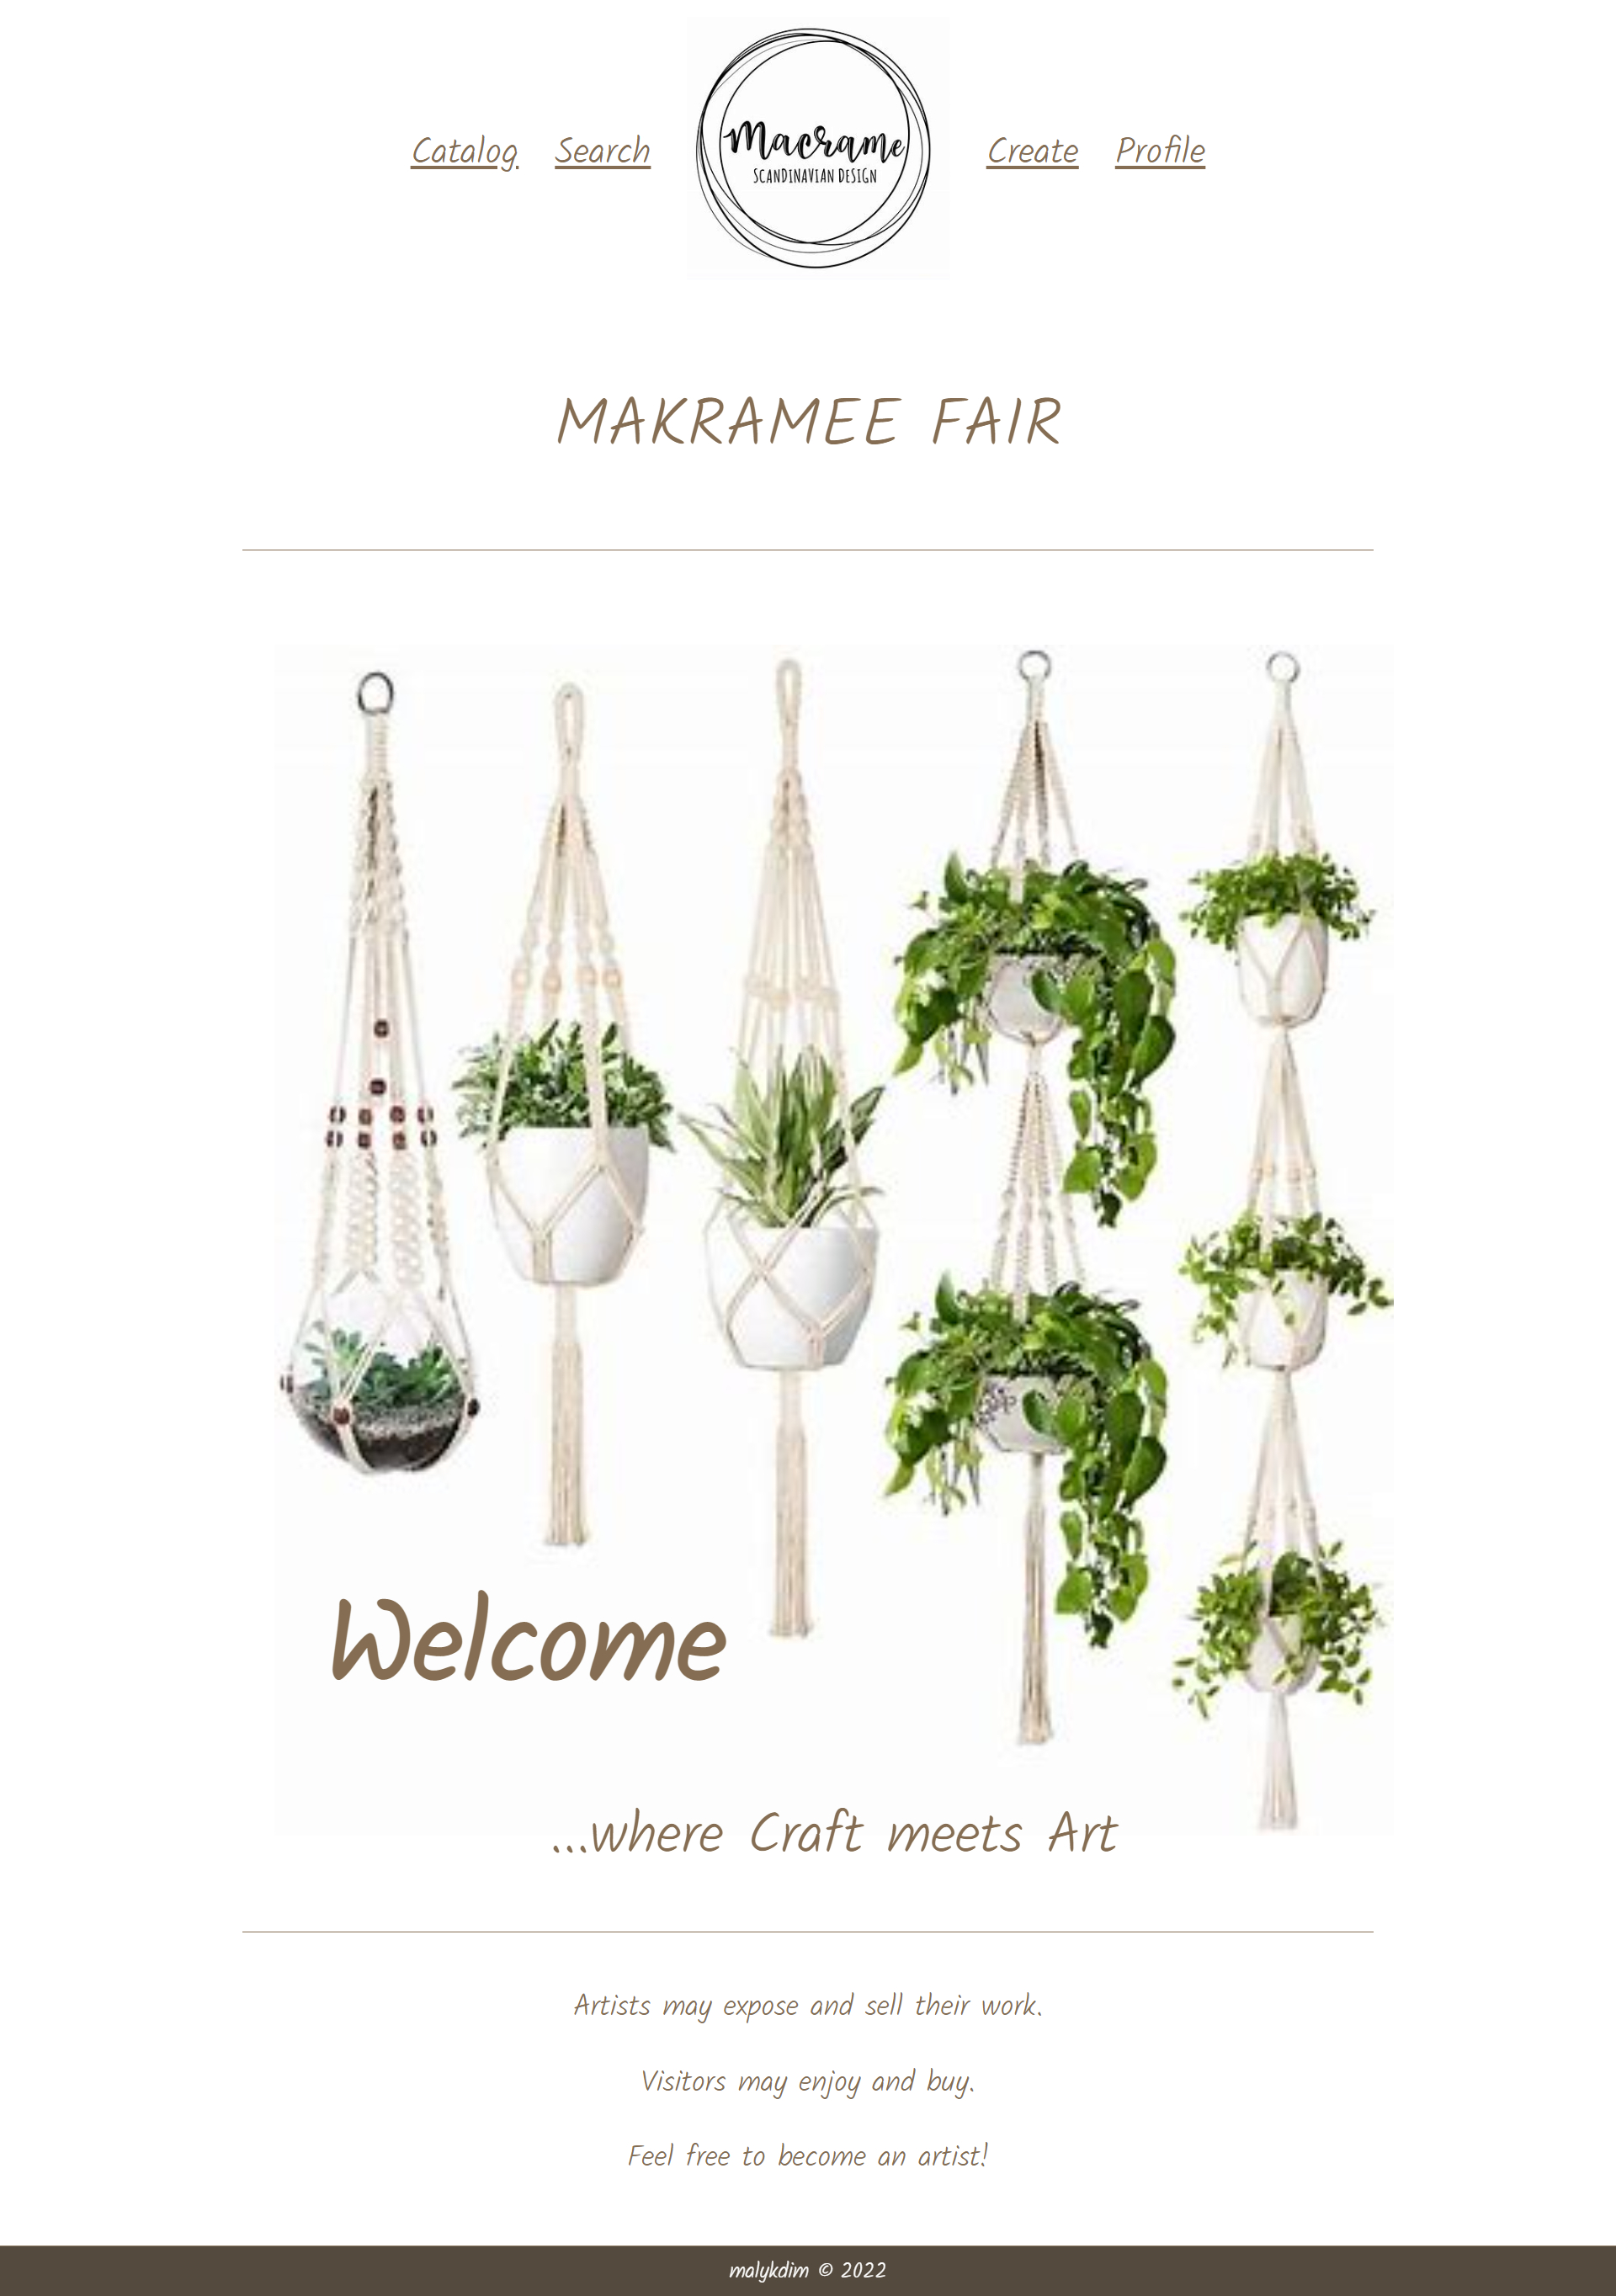 Catalog Search
Macrame
SCANDINAVIAN DESIGN
Create Profile
MAKRAMEE FAIR
Welcome
...where Craft meets Art
Artists may expose and sell their work.
Visitors may enjoy and buy.
Feel free to become an artist!
malykdim © 2022